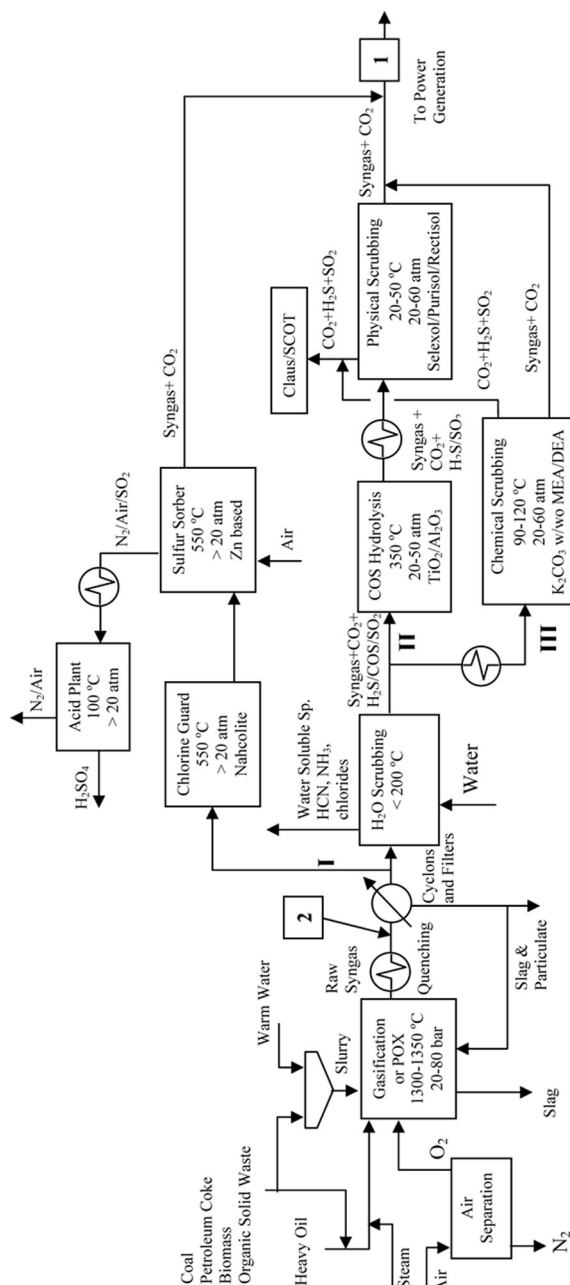 Coal
Petroleum Coke
Biomass
Organic Solid Waste
Heavy Oil
Steam
Air
Air
Separation
N2
O2
Warm Water
Slurry
Gasification
or POX
1300-1350 °C
20-80 bar
Slag
Raw
Syngas
Quenching
2
Slag &
Particulate
Cyclons
and Filters
I
Water Soluble Sp.
HCN, NH3,
chlorides
H2O Scrubbing
< 200 °C
Water
Chlorine Guard
550 °C
> 20 atm
Nahcolite
H2SO4
N2/Air
Acid Plant
100 °C
> 20 atm
N2/Air/SO2
Sulfur Sorber
550 °C
> 20 atm
Zn based
Air
Syngas+ CO2
Syngas+CO2+
H2S/COS/SO2
II
III
COS Hydrolysis
350 °C
20-50 atm
TiO2/Al2O3
Syngas +
CO2+
H2S/SO2
Claus/SCOT
CO2+H2S+SO2
Physical Scrubbing
20-50 °C
20-60 atm
Selexol/Purisol/Rectisol
Chemical Scrubbing
90-120 °C
20-60 atm
K2CO3 w/wo MEA/DEA
CO2+H2S+SO2
Syngas+ CO2
Syngas+ CO2
1
To Power
Generation